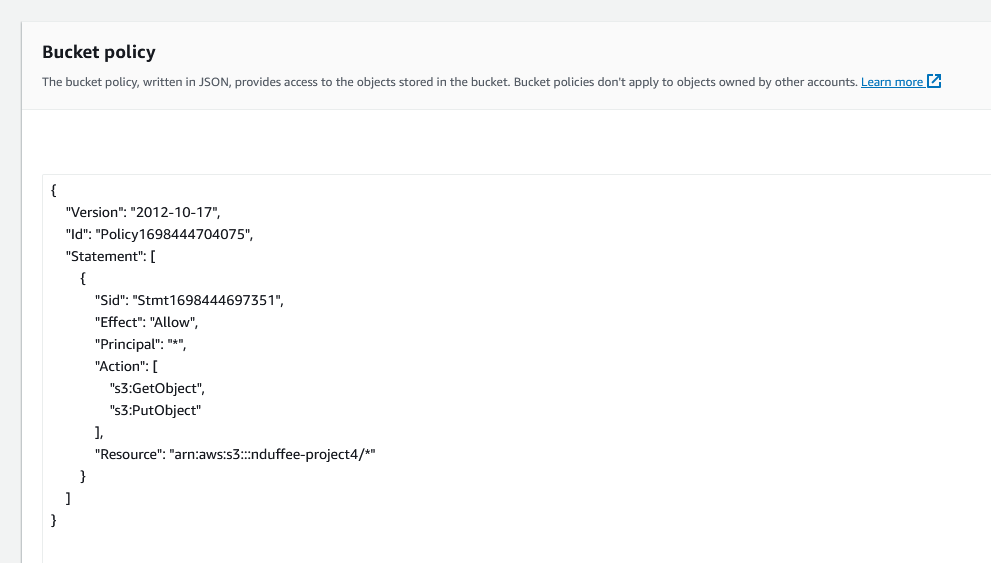 Bucket policy
The bucket policy, written in JSON, provides access to the objects stored in the bucket. Bucket policies don't apply to objects owned by other accounts. Learn more
{
"Version": "2012-10-17",
"Id": "Policy1698444704075",
"Statement": [
{
"Sid": "Stmt1698444697351",
"Effect": "Allow",
"Principal": "*",
"Action": [
"s3:GetObject",
"s3:PutObject"
],
"Resource": "arn:aws:s3:::nduffee-project4/*"
}
]
}